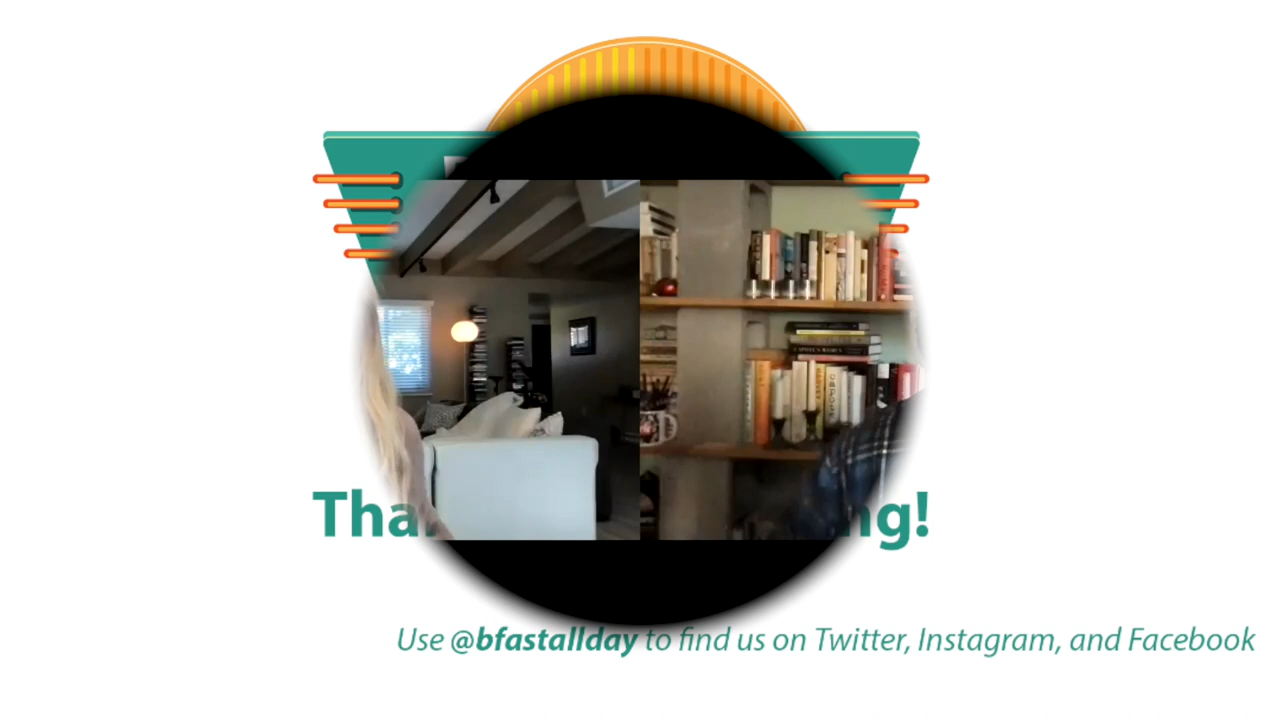 Tha ng!
Use @bfastallday to find us on Twitter, Instagram, and Facebook